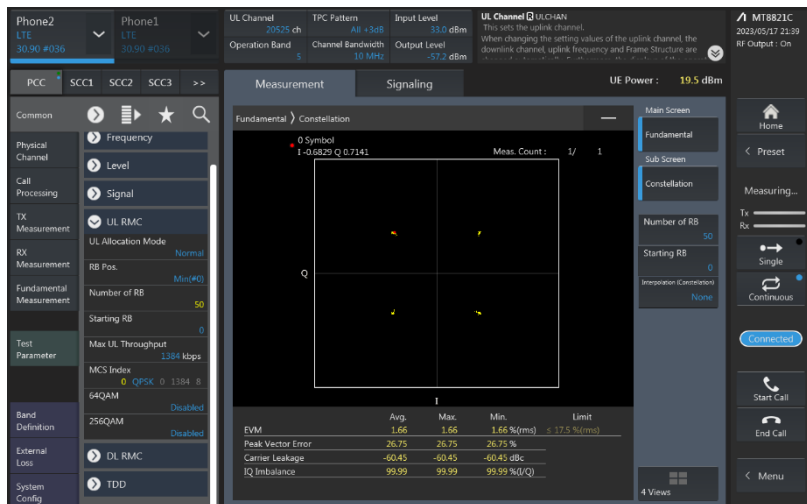 Phone2
LTE
30.90 #036
Phone1
LTE
30.90 #036
UL Channel
20525 ch
TPC Pattern
All +3dB
Input Level
33.0 dBm
Operation Band
5
Channel Bandwidth
10 MHz
Output Level
-57.2 dBm
UL Channel ULCHAN
This sets the uplink channel.
When changing the setting values of the uplink channel, the
downlink channel, uplink frequency and Frame Structure are
MT8821C
2023/05/17 21:39
RF Output : On
PCC
SCC1
SCC2
SCC3
>>
Measurement
Signaling
UE Power : 19.5 dBm
Common
Physical
Channel
Call
Processing
TX
Measurement
RX
Measurement
Fundamental
Measurement
Test
Parameter
Band
Definition
External
Loss
System
Config
Frequency
Level
Signal
UL RMC
UL Allocation Mode
Normal
RB Pos.
Min(#0)
Number of RB
50
Starting RB
0
Max UL Throughput
1384 kbps
MCS Index
0 QPSK 0 1384 8
64QAM
Disabled
256QAM
Disabled
DL RMC
TDD
Fundamental 〉 Constellation
0 Symbol
I -0.6829 Q 0.7141
Meas. Count : 1/ 1
Q
I
Avg. Max. Min. Limit
EVM 1.66 1.66 1.66 %(rms) ≤ 17.5 %(rms)
Peak Vector Error 26.75 26.75 26.75 %
Carrier Leakage -60.45 -60.45 -60.45 dBc
IQ Imbalance 99.99 99.99 99.99 %(I/Q)
Main Screen
Fundamental
Sub Screen
Constellation
Number of RB
50
Starting RB
0
Interpolation (Constellation)
None
4 Views
Home
< Preset
Measuring...
Tx
Rx
Single
Continuous
Connected
Start Call
End Call
< Menu